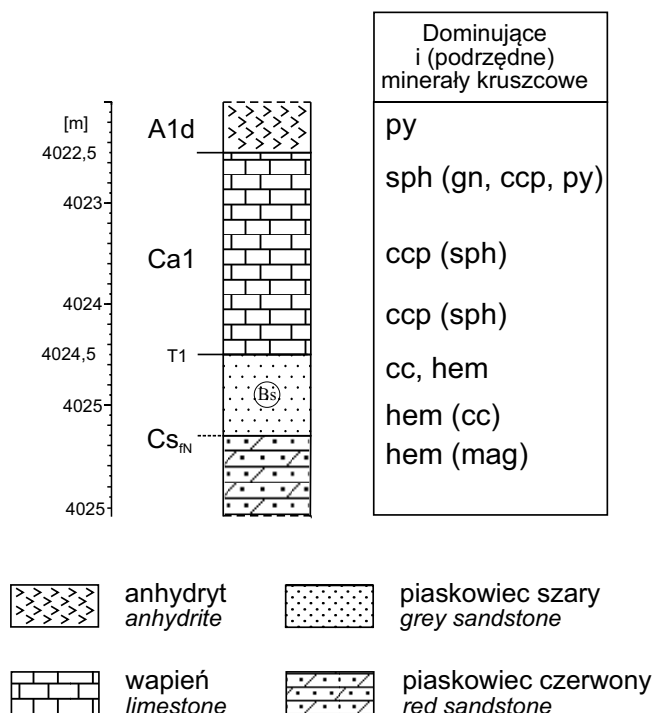 Dominujące
i (podrzędne)
minerały kruszcowe
[m]
A1d
py
4022,5
sph (gn, ccp, py)
4023
Ca1
ccp (sph)
4024
ccp (sph)
4024,5
T1
cc, hem
Bs
4025
hem (cc)
Cs fN
hem (mag)
4025
anhydryt
anhydrite
piaskowiec szary
grey sandstone
wapień
limestone
piaskowiec czerwony
red sandstone